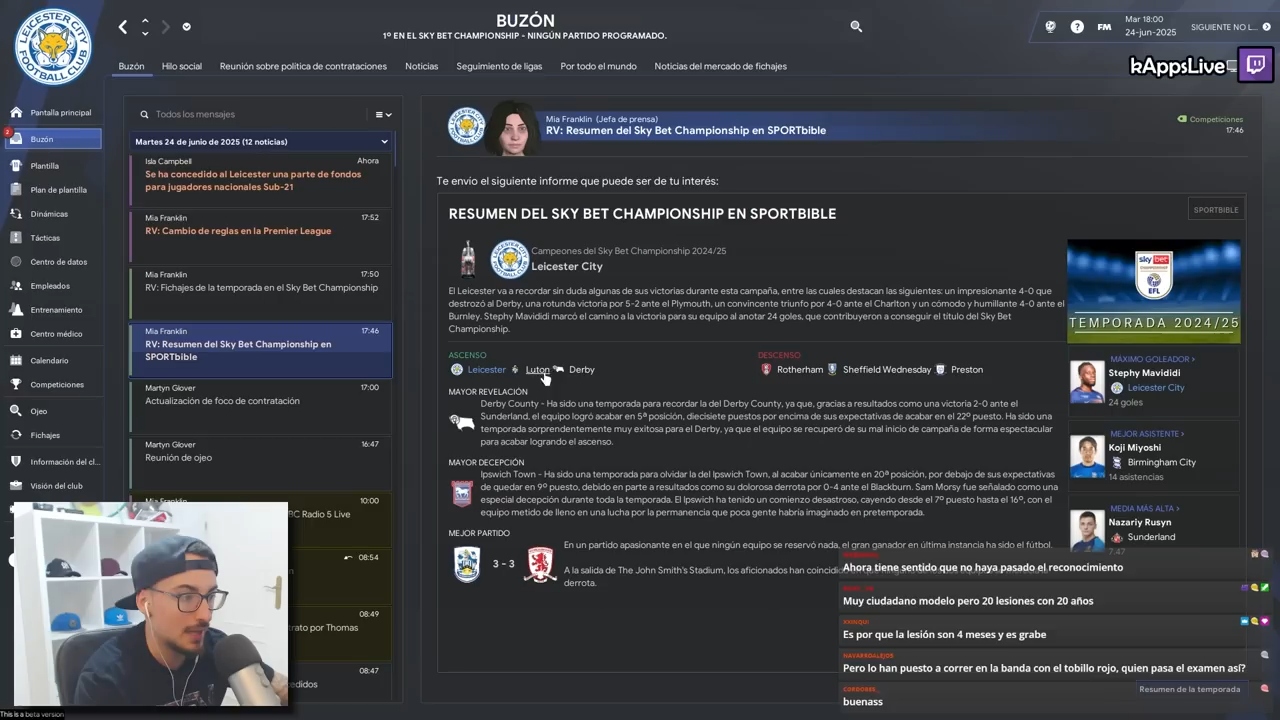 BUZÓN
1º EN EL SKY BET CHAMPIONSHIP - NINGÚN PARTIDO PROGRAMADO.
FM
Mar 18:00
24-jun-2025
SIGUIENTE NO L...
Buzón
Hilo social
Reunión sobre política de contrataciones
Noticias
Seguimiento de ligas
Por todo el mundo
Noticias del mercado de fichajes
kAppsLive
LEICESTER CITY
FOOTBALL CLUB
Pantalla principal
2
Buzón
Plantilla
Plan de plantilla
Dinámicas
Tácticas
Centro de datos
Empleados
Entrenamiento
Centro médico
Calendario
Competiciones
Ojeo
Fichajes
Información del cl...
Visión del club
Todos los mensajes
Martes 24 de junio de 2025 (12 noticias)
Isla Campbell
Ahora
Se ha concedido al Leicester una parte de fondos
para jugadores nacionales Sub-21
Mia Franklin
17:52
RV: Cambio de reglas en la Premier League
Mia Franklin
17:50
RV: Fichajes de la temporada en el Sky Bet Championship
Mia Franklin
17:46
RV: Resumen del Sky Bet Championship en
SPORTbible
Martyn Glover
17:00
Actualización de foco de contratación
Martyn Glover
16:47
Reunión de ojeo
Mia Franklin
10:00
BC Radio 5 Live
08:54
08:49
trato por Thomas
08:47
Mia Franklin (Jefa de prensa)
RV: Resumen del Sky Bet Championship en SPORTbible
Competiciones
17:46
Te envío el siguiente informe que puede ser de tu interés:
RESUMEN DEL SKY BET CHAMPIONSHIP EN SPORTBIBLE
SPORTBIBLE
Campeones del Sky Bet Championship 2024/25
Leicester City
El Leicester va a recordar sin duda algunas de sus victorias durante esta campaña, entre las cuales destacan las siguientes: un impresionante 4-0 que
destrozó al Derby, una rotunda victoria por 5-2 ante el Plymouth, un convincente triunfo por 4-0 ante el Charlton y un cómodo y humillante 4-0 ante el
Burnley. Stephy Mavididi marcó el camino a la victoria para su equipo al anotar 24 goles, que contribuyeron a conseguir el título del Sky Bet
Championship.
ASCENSO
Leicester
Luton
Derby
DESCENSO
Rotherham
Sheffield Wednesday
Preston
MAYOR REVELACIÓN
Derby County - Ha sido una temporada para recordar la del Derby County, ya que, gracias a resultados como una victoria 2-0 ante el
Sunderland, el equipo logró acabar en 5ª posición, diecisiete puestos por encima de sus expectativas de acabar en el 22º puesto. Ha sido una
temporada sorprendentemente muy exitosa para el Derby, ya que el equipo se recuperó de su mal inicio de campaña de forma espectacular
para acabar logrando el ascenso.
MAYOR DECEPCIÓN
Ipswich Town - Ha sido una temporada para olvidar la del Ipswich Town, al acabar únicamente en 20ª posición, por debajo de sus expectativas
de quedar en 9º puesto, debido en parte a resultados como su dolorosa derrota por 0-4 ante el Blackburn. Sam Morsy fue señalado como una
especial decepción durante toda la temporada. El Ipswich ha tenido un comienzo desastroso, cayendo desde el 7º puesto hasta el 16º, con el
equipo metido de lleno en una lucha por la permanencia que poca gente habría imaginado en pretemporada.
MEJOR PARTIDO
3 - 3
En un partido apasionante en el que ningún equipo se reservó nada, el gran ganador en última instancia ha sido el fútbol.
A la salida de The John Smith's Stadium, los aficionados han coincidi
derrota.
sky bet
CHAMPIONSHIP
EFL
TEMPORADA 2024/25
MÁXIMO GOLEADOR >
Stephy Mavididi
Leicester City
24 goles
MEJOR ASISTENTE >
Koji Miyoshi
Birmingham City
14 asistencias
MEDIA MÁS ALTA >
Nazariy Rusyn
Sunderland
7.47
Ahora tiene sentido que no haya pasado el reconocimiento
Muy ciudadano modelo pero 20 lesiones con 20 años
Es por que la lesión son 4 meses y es grabe
Pero lo han puesto a correr en la banda con el tobillo rojo, quien pasa el examen así?
buenass
Resumen de la temporada
This is a beta version